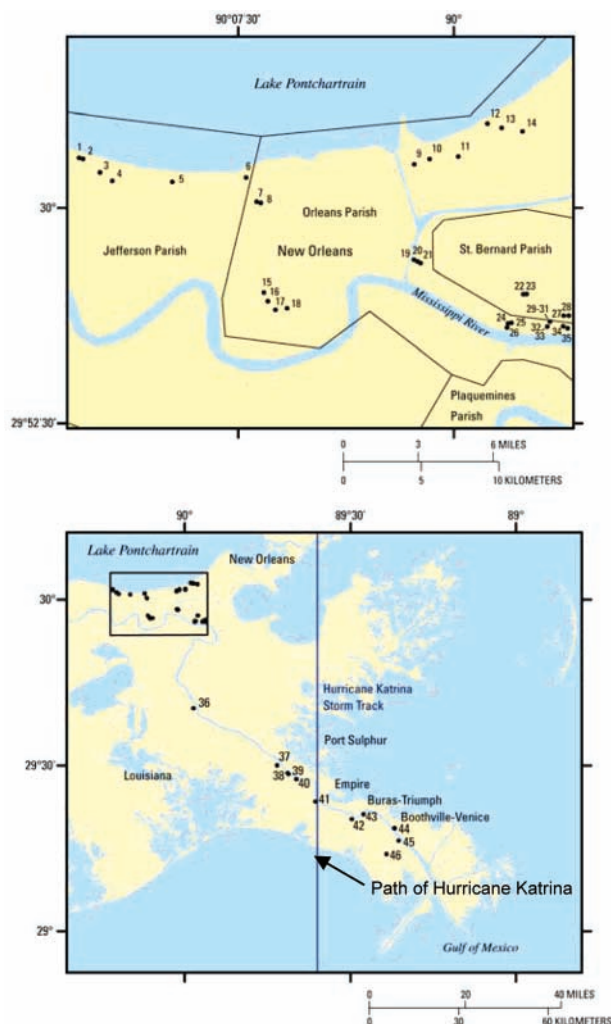 90°07'30"
90°
Lake Pontchartrain
12
13
14
1
2
3
4
5
6
7
8
9
10
11
30°
Orleans Parish
Jefferson Parish
New Orleans
19
20
21
St. Bernard Parish
15
16
17
18
22 23
Mississippi River
24
25
26
29-31
27
28
32-
33
34
35
Plaquemines
Parish
29°52'30"
0
3
6 MILES
0
5
10 KILOMETERS
90°
89°30'
89°
Lake Pontchartrain
New Orleans
30°
Hurricane Katrina
Storm Track
36
Port Sulphur
37
29°30'
Louisiana
38
39
40
Empire
41
Buras-Triumph
42
43
Boothville-Venice
44
45
46
Path of Hurricane Katrina
29°
Gulf of Mexico
0
20
40 MILES
0
30
60 KILOMETERS